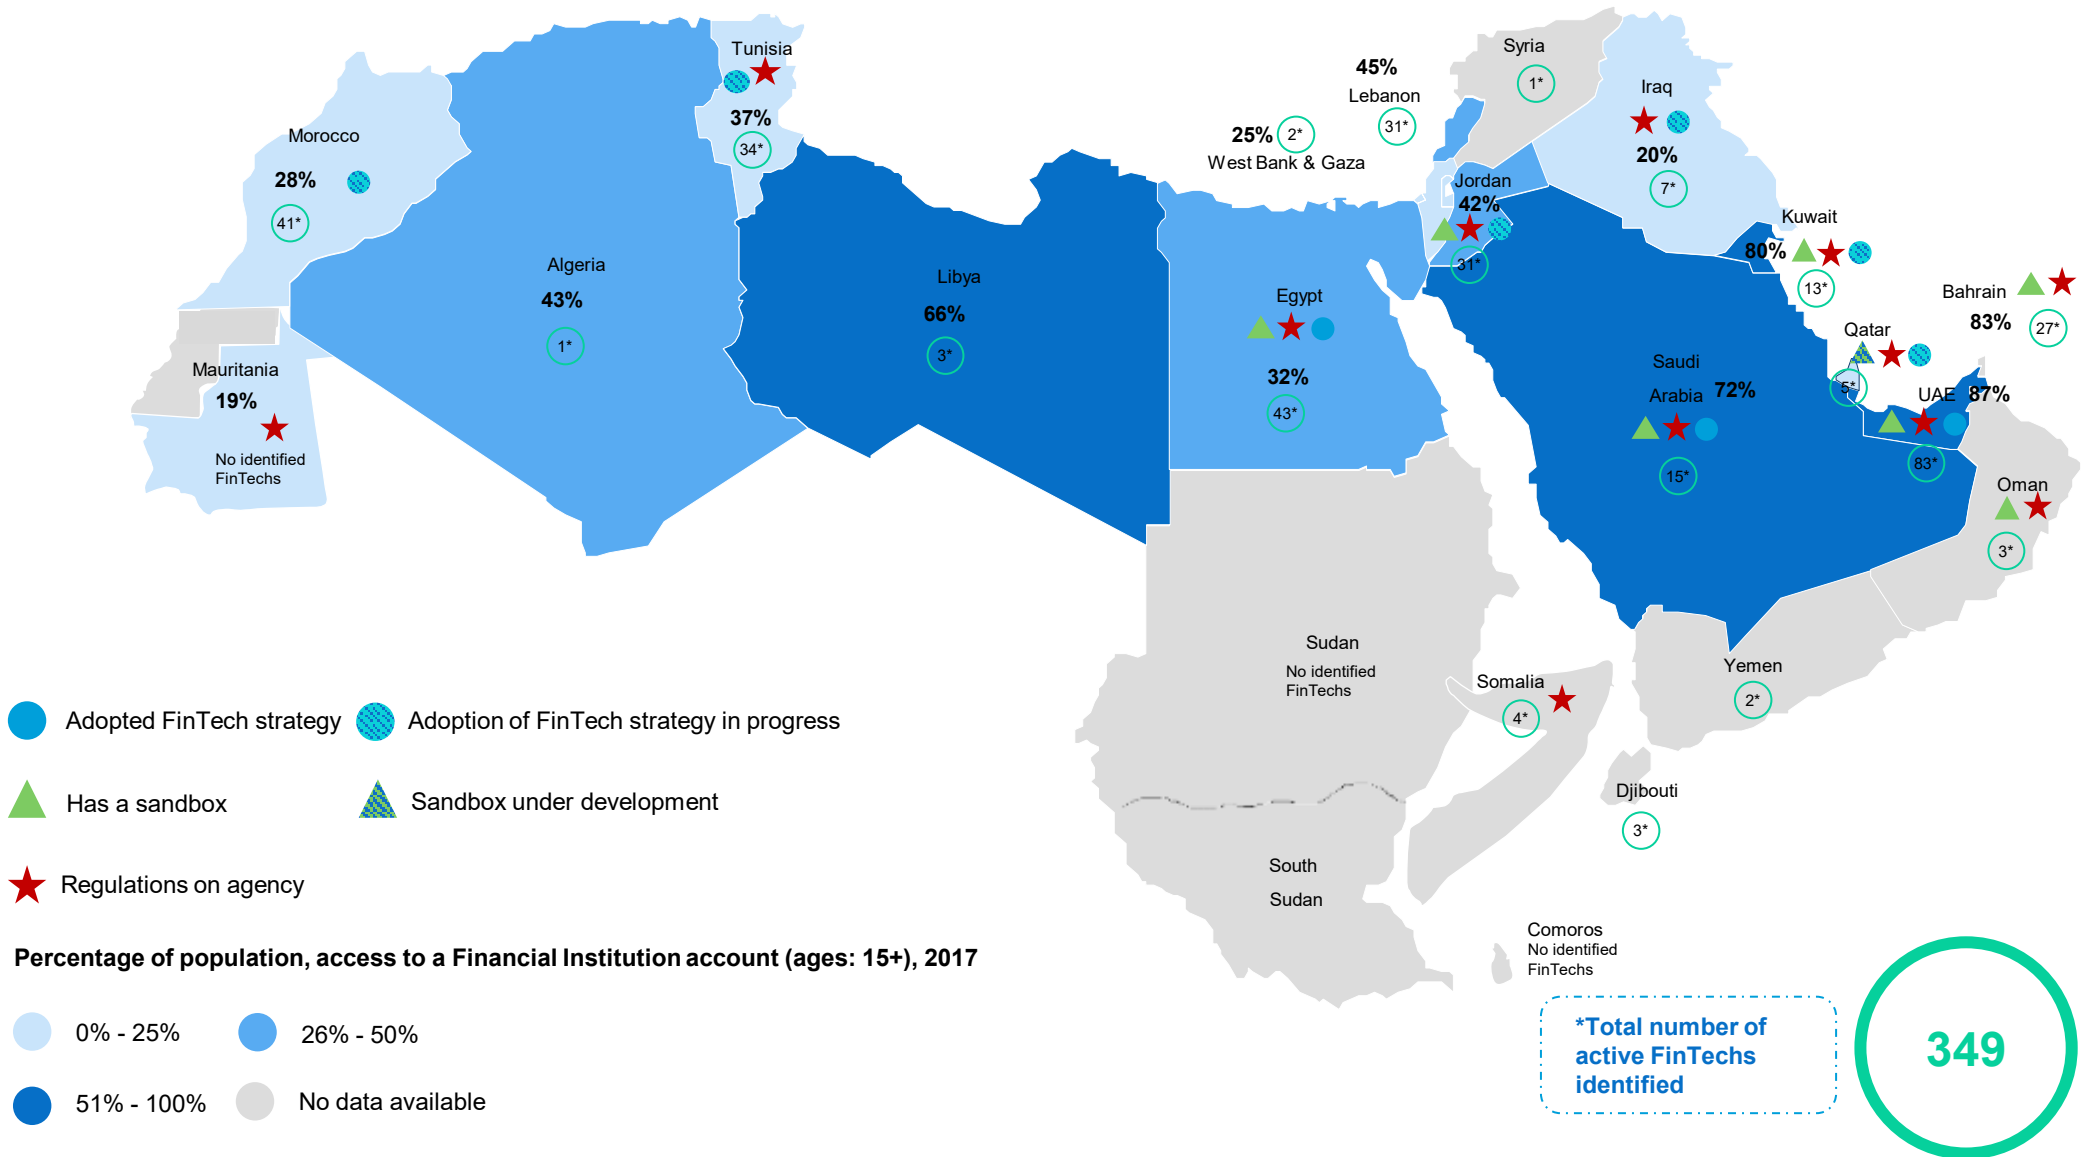 Tunisia
37%
34*
Morocco
28%
41*
Algeria
43%
1*
Libya
66%
3*
Mauritania
19%
No identified
FinTechs
Egypt
32%
43*
45%
Lebanon
31*
25%
2*
West Bank & Gaza
Syria
1*
Iraq
20%
7*
Jordan
42%
31*
Kuwait
80%
13*
Bahrain
83%
27*
Qatar
5*
UAE
87%
83*
Saudi
Arabia
72%
15*
Oman
3*
Yemen
2*
Sudan
No identified
FinTechs
Somalia
4*
Djibouti
3*
South
Sudan
Comoros
No identified
FinTechs
Adopted FinTech strategy
Adoption of FinTech strategy in progress
Has a sandbox
Sandbox under development
Regulations on agency
Percentage of population, access to a Financial Institution account (ages: 15+), 2017
0% - 25%
26% - 50%
51% - 100%
No data available
*Total number of
active FinTechs
identified
349